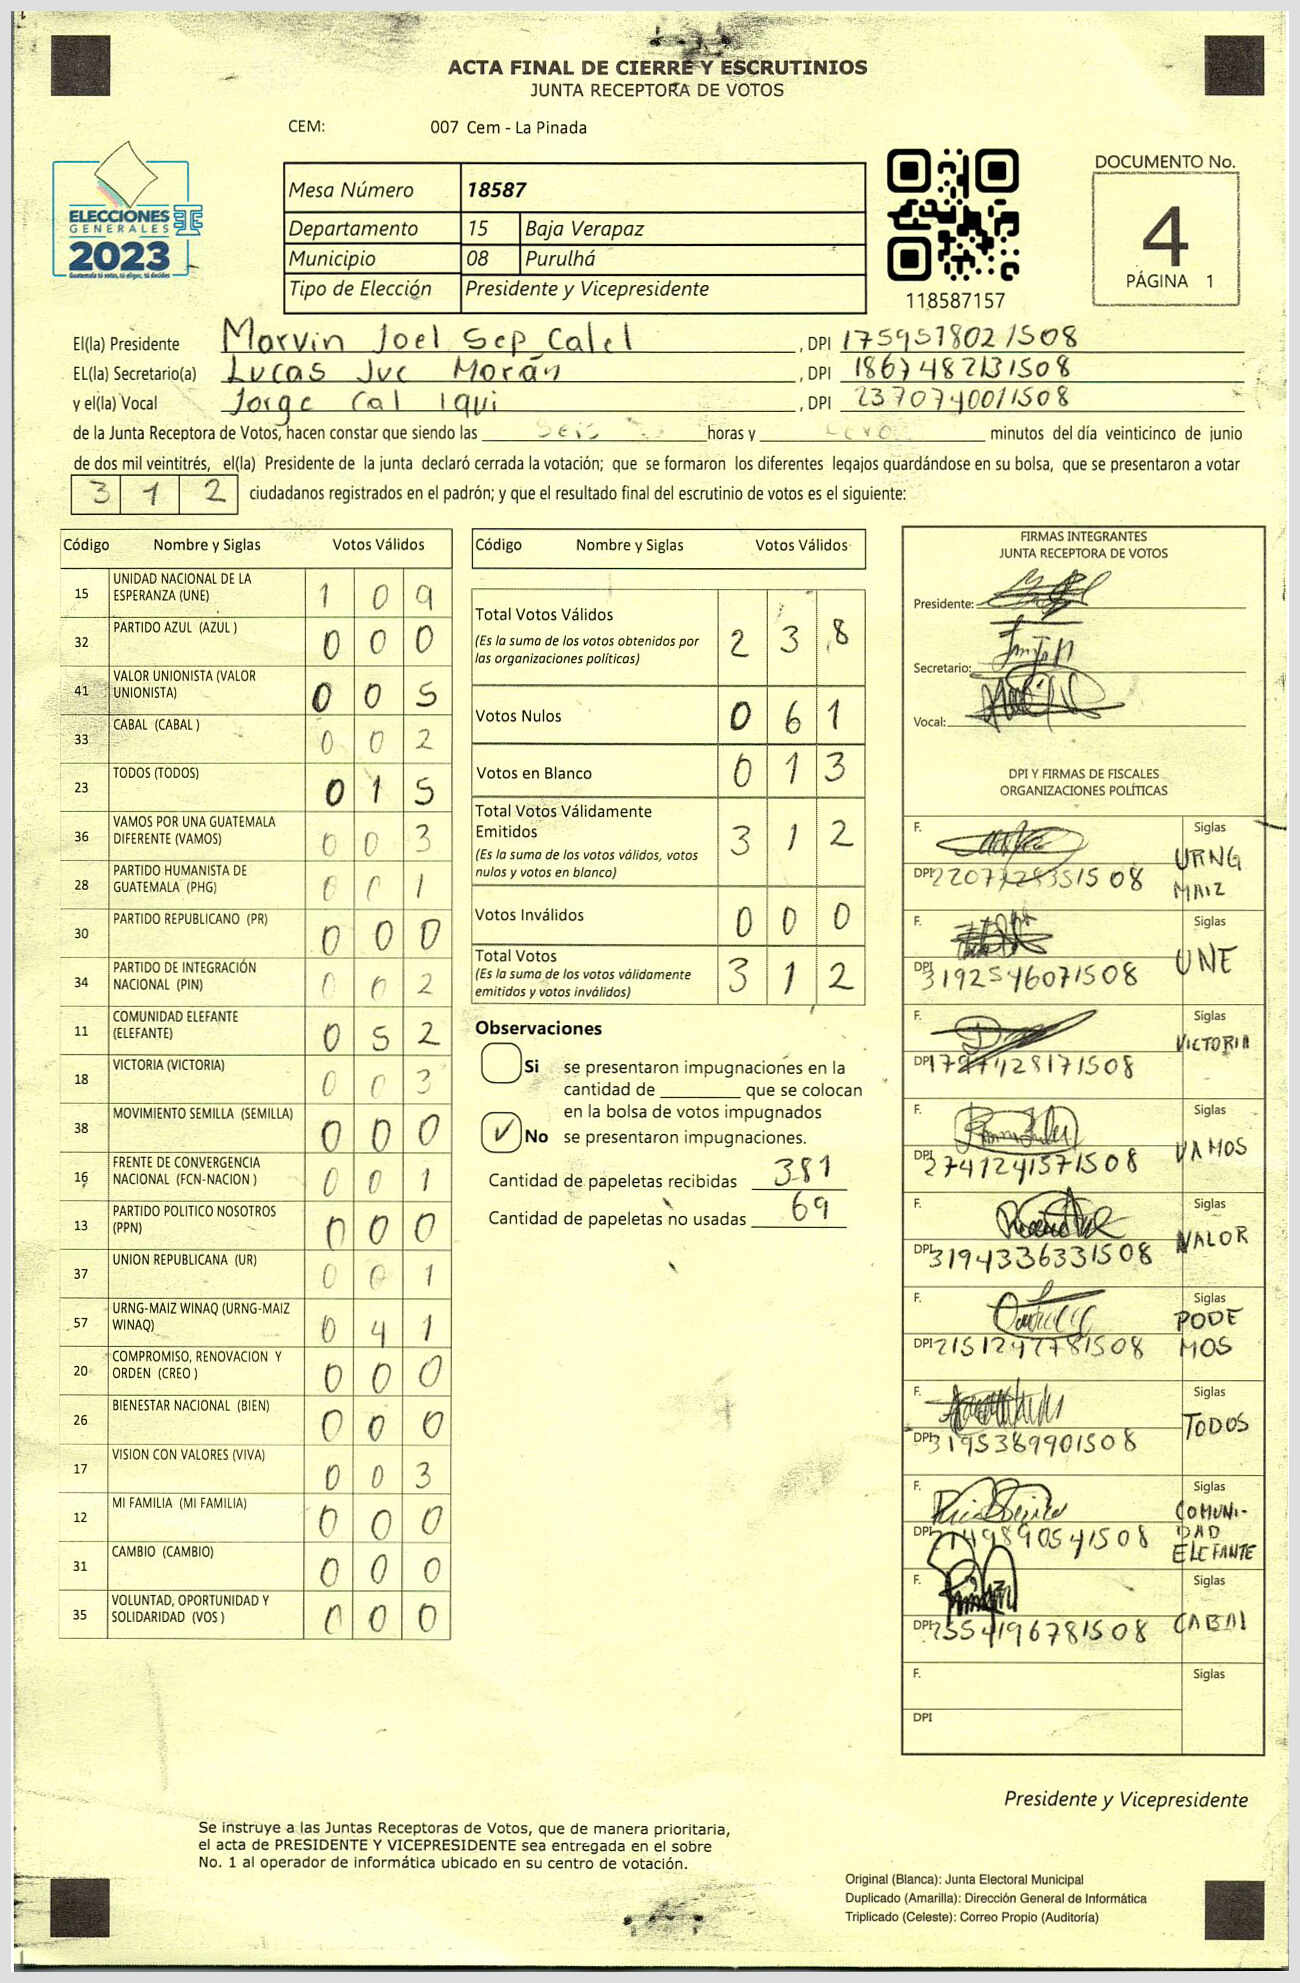 ACTA FINAL DE CIERRE Y ESCRUTINIOS
JUNTA RECEPTORA DE VOTOS
CEM: 007 Cem - La Pinada
ELECCIONES
GENERALES
2023
Guatemala tú votas, tú eliges, tú decides
Mesa Número 18587
Departamento 15 Baja Verapaz
Municipio 08 Purulhá
Tipo de Elección Presidente y Vicepresidente
118587157
DOCUMENTO No.
4
PÁGINA 1
El(la) Presidente Marvin Joel Sep Calel , DPI 1759518021508
EL(la) Secretario(a) Lucas Juc Morán , DPI 1867482131508
y el(la) Vocal Jorge Cal Iqui , DPI 2370740011508
de la Junta Receptora de Votos, hacen constar que siendo las seis horas y cero minutos del día veinticinco de junio
de dos mil veintitrés, el(la) Presidente de la junta declaró cerrada la votación; que se formaron los diferentes legajos guardándose en su bolsa, que se presentaron a votar
3 1 2 ciudadanos registrados en el padrón; y que el resultado final del escrutinio de votos es el siguiente:
Código Nombre y Siglas Votos Válidos
15 UNIDAD NACIONAL DE LA ESPERANZA (UNE) 1 0 9
32 PARTIDO AZUL (AZUL ) 0 0 0
41 VALOR UNIONISTA (VALOR UNIONISTA) 0 0 5
33 CABAL (CABAL ) 0 0 2
23 TODOS (TODOS) 0 1 5
36 VAMOS POR UNA GUATEMALA DIFERENTE (VAMOS) 0 0 3
28 PARTIDO HUMANISTA DE GUATEMALA (PHG) 0 0 1
30 PARTIDO REPUBLICANO (PR) 0 0 0
34 PARTIDO DE INTEGRACIÓN NACIONAL (PIN) 0 0 2
11 COMUNIDAD ELEFANTE (ELEFANTE) 0 5 2
18 VICTORIA (VICTORIA) 0 0 3
38 MOVIMIENTO SEMILLA (SEMILLA) 0 0 0
16 FRENTE DE CONVERGENCIA NACIONAL (FCN-NACION ) 0 0 1
13 PARTIDO POLITICO NOSOTROS (PPN) 0 0 0
37 UNION REPUBLICANA (UR) 0 0 1
57 URNG-MAIZ WINAQ (URNG-MAIZ WINAQ) 0 4 1
20 COMPROMISO, RENOVACION Y ORDEN (CREO ) 0 0 0
26 BIENESTAR NACIONAL (BIEN) 0 0 0
17 VISION CON VALORES (VIVA) 0 0 3
12 MI FAMILIA (MI FAMILIA) 0 0 0
31 CAMBIO (CAMBIO) 0 0 0
35 VOLUNTAD, OPORTUNIDAD Y SOLIDARIDAD (VOS ) 0 0 0
Código Nombre y Siglas Votos Válidos
Total Votos Válidos 2 3 8
(Es la suma de los votos obtenidos por
las organizaciones políticas)
Votos Nulos 0 6 1
Votos en Blanco 0 1 3
Total Votos Válidamente
Emitidos 3 1 2
(Es la suma de los votos válidos, votos
nulos y votos en blanco)
Votos Inválidos 0 0 0
Total Votos 3 1 2
(Es la suma de los votos válidamente
emitidos y votos inválidos)
Observaciones
Si se presentaron impugnaciones en la
cantidad de ________ que se colocan
en la bolsa de votos impugnados
✓ No se presentaron impugnaciones.
Cantidad de papeletas recibidas 381
Cantidad de papeletas no usadas 69
FIRMAS INTEGRANTES
JUNTA RECEPTORA DE VOTOS
Presidente:
Secretario:
Vocal:
DPI Y FIRMAS DE FISCALES
ORGANIZACIONES POLÍTICAS
F. Siglas
DPI URNG MAIZ
F. Siglas
DPI 3192546071508 UNE
F. Siglas
DPI VICTORIA
F. Siglas
DPI 2741241571508 VAMOS
F. Siglas
DPI 3194336331508 VALOR
F. Siglas
DPI 2151242781508 PODEMOS
F. Siglas
DPI 3195389901508 TODOS
F. Siglas
DPI COMUNI-
DAD
ELEFANTE
F. Siglas
DPI 2554196781508 CABAL
F. Siglas
DPI
Presidente y Vicepresidente
Se instruye a las Juntas Receptoras de Votos, que de manera prioritaria,
el acta de PRESIDENTE Y VICEPRESIDENTE sea entregada en el sobre
No. 1 al operador de informática ubicado en su centro de votación.
Original (Blanca): Junta Electoral Municipal
Duplicado (Amarilla): Dirección General de Informática
Triplicado (Celeste): Correo Propio (Auditoría)